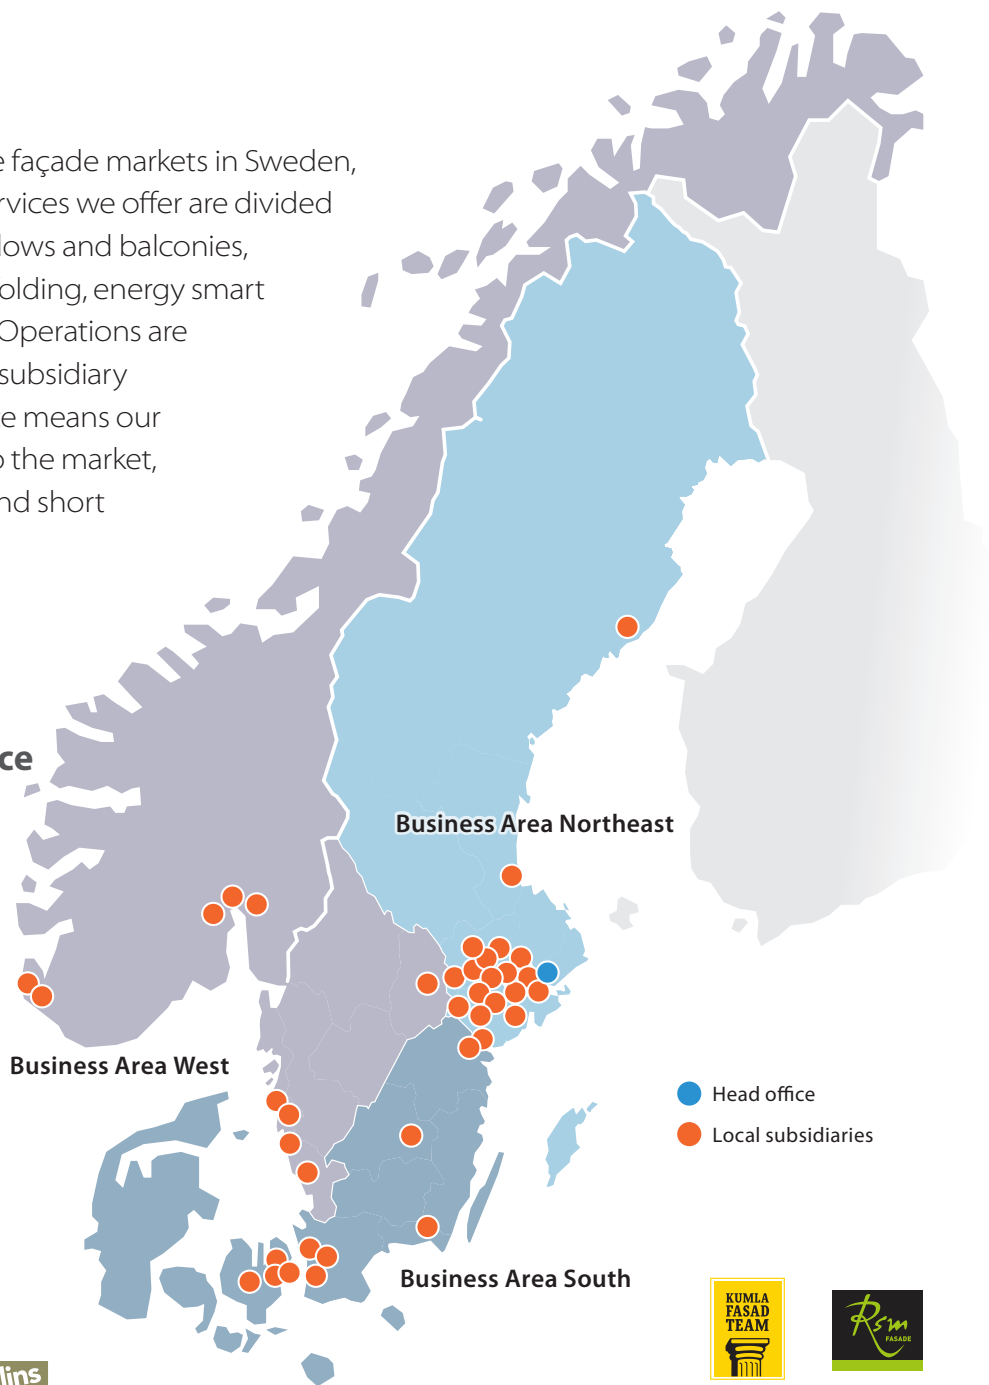 e façade markets in Sweden,
rvices we offer are divided
lows and balconies,
olding, energy smart
Operations are
subsidiary
e means our
o the market,
nd short
ce
Business Area Northeast
Business Area West
Head office
Local subsidiaries
Business Area South
KUMLA
FASAD
TEAM
Rsm
FASADE
lins